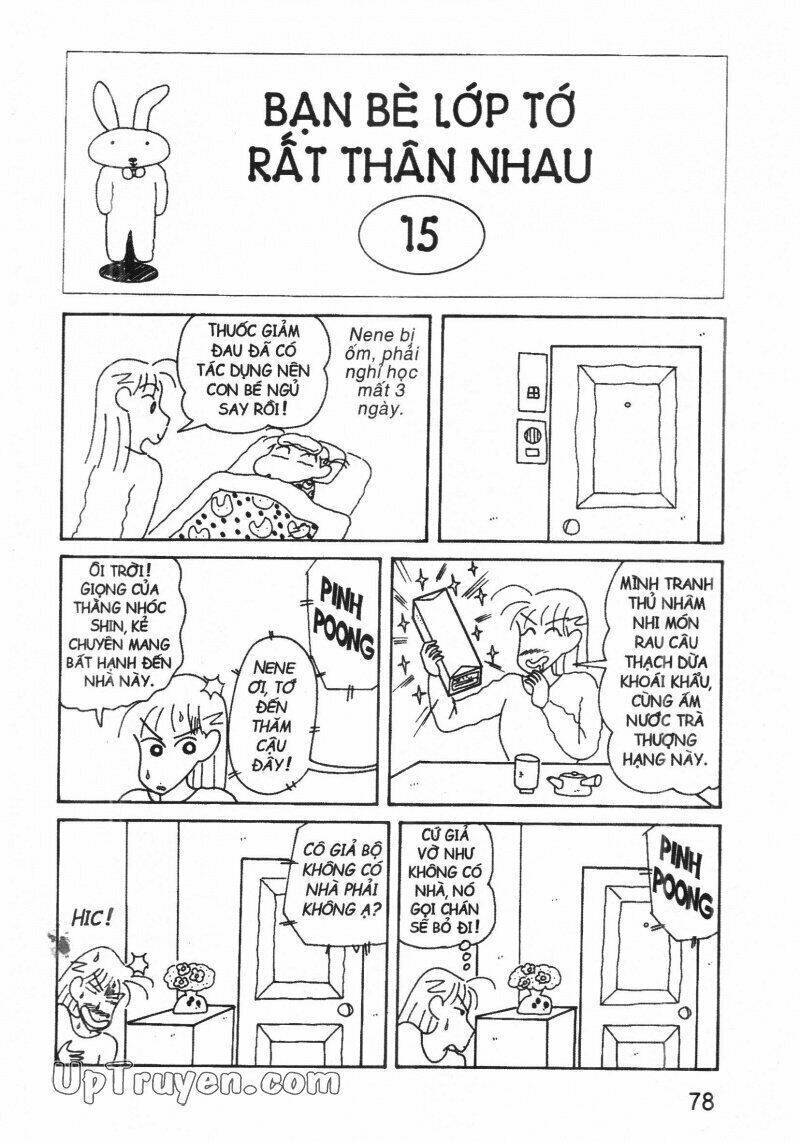 BẠN BÈ LỚP TỚ
RẤT THÂN NHAU
15
Nene bị
ốm, phải
nghỉ học
mất 3
ngày.
THUỐC GIẢM
ĐAU ĐÃ CÓ
TÁC DỤNG NÊN
CON BÉ NGỦ
SAY RỒI!
MÌNH TRANH
THỦ NHÂM
NHI MÓN
RAU CÂU
THẠCH DỪA
KHOÁI KHẨU,
CÙNG ẤM
NƯỚC TRÀ
THƯỢNG
HẠNG NÀY.
PINH
POONG
NENE
ƠI, TỚ
ĐẾN
THĂM
CẬU
ĐÂY!
ÔI TRỜI!
GIỌNG CỦA
THẰNG NHÓC
SHIN, KẺ
CHUYÊN MANG
BẤT HẠNH ĐẾN
NHÀ NÀY.
PINH
POONG
CỨ GIẢ
VỜ NHƯ
KHÔNG CÓ
NHÀ, NÓ
GỌI CHÁN
SẼ BỎ ĐI!
CÔ GIẢ BỘ
KHÔNG CÓ
NHÀ PHẢI
KHÔNG Ạ?
HIC!
UpTruyen.com
78